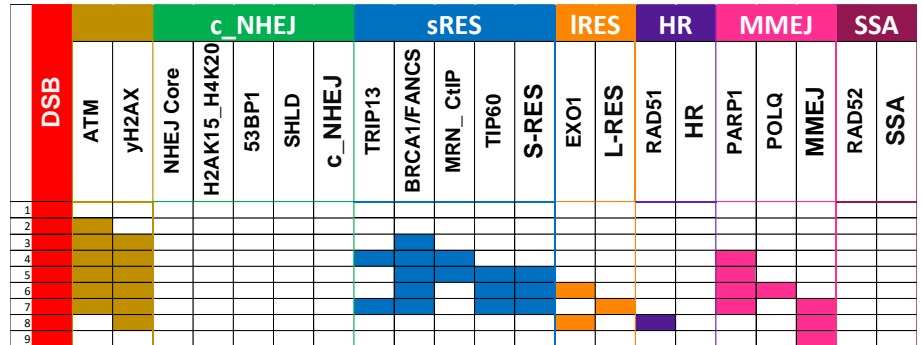 c_NHEJ sRES lRES HR MMEJ SSA
DSB
ATM
yH2AX
NHEJ Core
H2AK15_H4K20
53BP1
SHLD
c_NHEJ
TRIP13
BRCA1/FANCS
MRN_ CtIP
TIP60
S-RES
EXO1
L-RES
RAD51
HR
PARP1
POLQ
MMEJ
RAD52
SSA
1
2
3
4
5
6
7
8
9